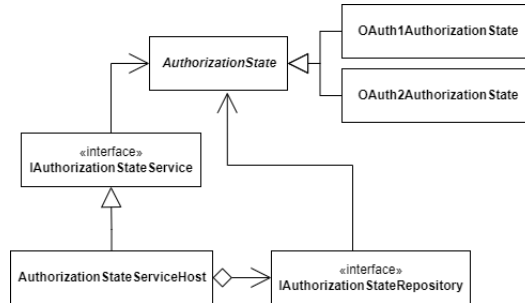 OAuth1AuthorizationState
AuthorizationState
OAuth2AuthorizationState
«interface»
IAuthorizationStateService
AuthorizationStateServiceHost
«interface»
IAuthorizationStateRepository